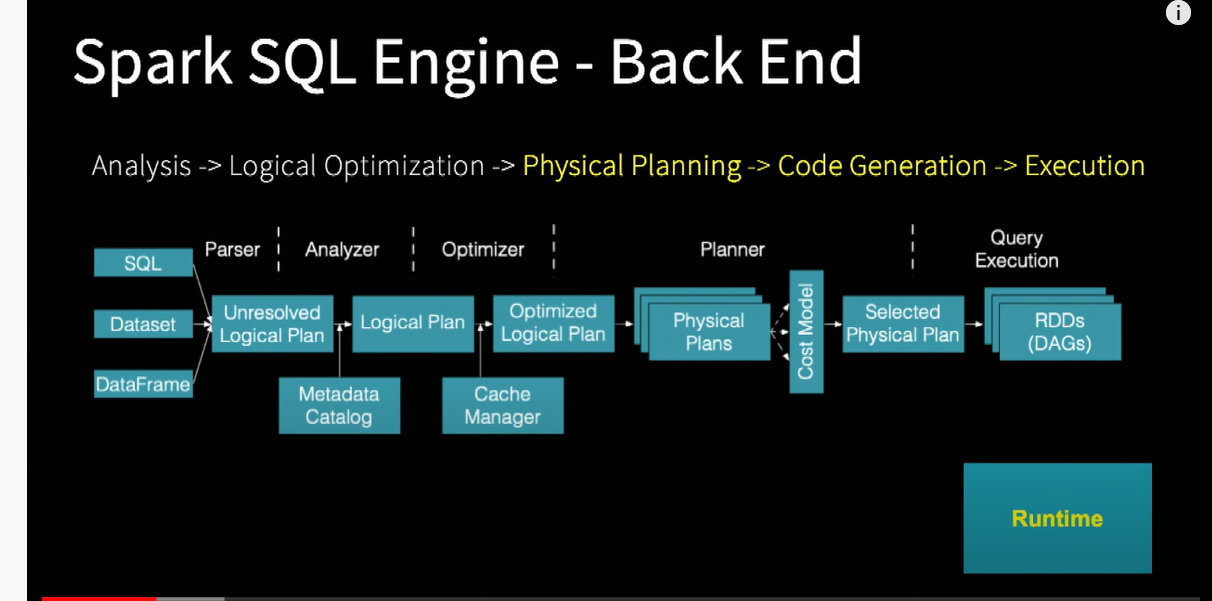 i
Spark SQL Engine - Back End
Analysis -> Logical Optimization -> Physical Planning -> Code Generation -> Execution
Parser
Analyzer
Optimizer
Planner
Query
Execution
SQL
Dataset
DataFrame
Unresolved
Logical Plan
Logical Plan
Optimized
Logical Plan
Physical
Plans
Cost Model
Selected
Physical Plan
RDDs
(DAGs)
Metadata
Catalog
Cache
Manager
Runtime